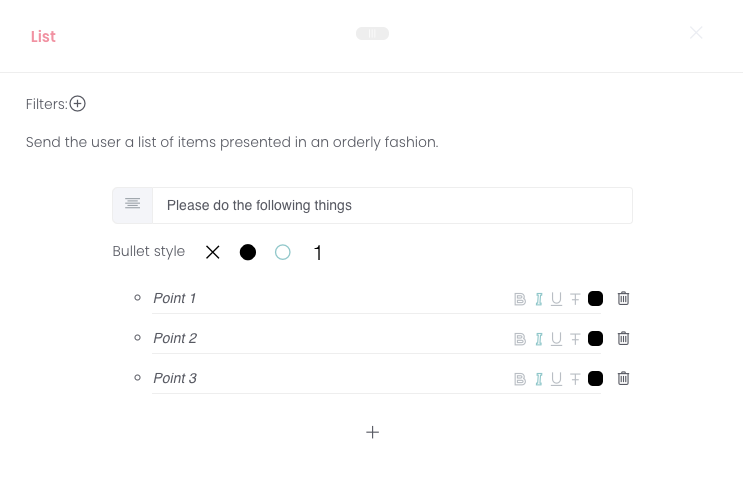 List
Filters:
Send the user a list of items presented in an orderly fashion.
Please do the following things
Bullet style 1
Point 1 B I U T
Point 2 B I U T
Point 3 B I U T